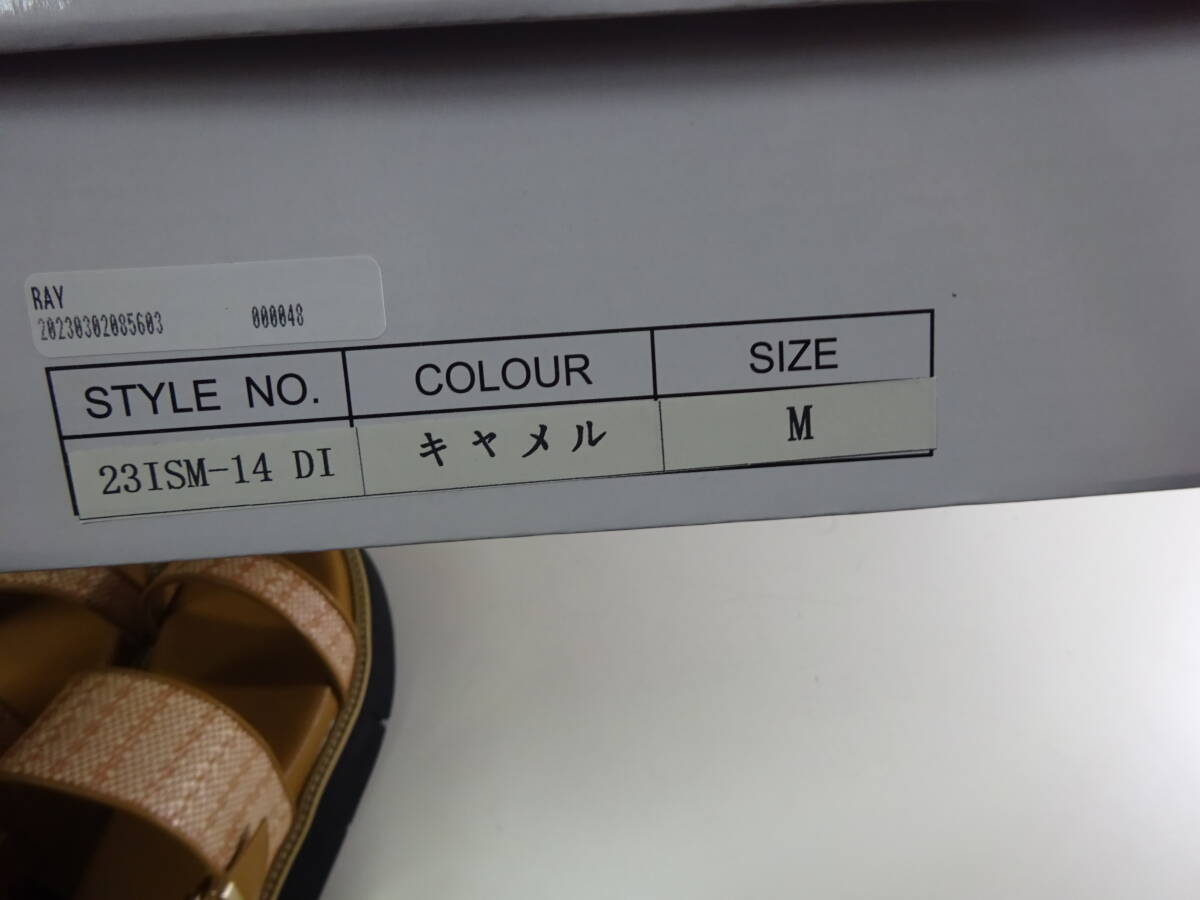 RAY
20230302085603 000048
STYLE NO. COLOUR SIZE
23ISM-14 DI キャメル M